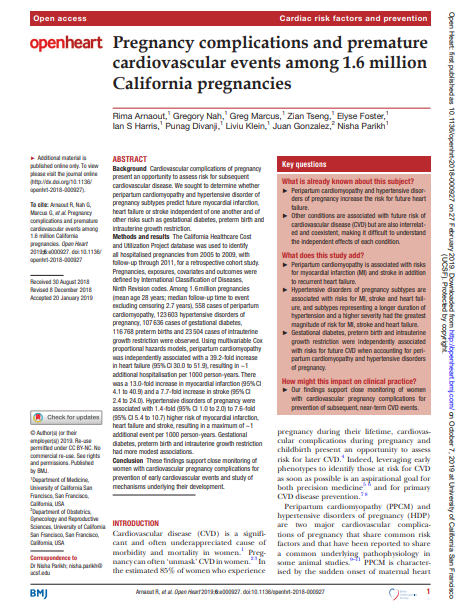 Open access
Cardiac risk factors and prevention
openheart
Pregnancy complications and premature
cardiovascular events among 1.6 million
California pregnancies
Rima Arnaout,1 Gregory Nah,1 Greg Marcus,1 Zian Tseng,1 Elyse Foster,1
Ian S Harris,1 Punag Divanji,1 Liviu Klein,1 Juan Gonzalez,2 Nisha Parikh1
► Additional material is
published online only. To view
please visit the journal online
(http://dx.doi.org/10.1136/
openhrt-2018-000927).
To cite: Arnaout R, Nah G,
Marcus G, et al. Pregnancy
complications and premature
cardiovascular events among
1.6 million California
pregnancies. Open Heart
2019;6:e000927. doi:10.1136/
openhrt-2018-000927
Received 30 August 2018
Revised 8 December 2018
Accepted 20 January 2019
Check for updates
© Author(s) (or their
employer(s)) 2019. Re-use
permitted under CC BY-NC. No
commercial re-use. See rights
and permissions. Published
by BMJ.
1Department of Medicine,
University of California San
Francisco, San Francisco,
California, USA
2Department of Obstetrics,
Gynecology and Reproductive
Sciences, University of California
San Francisco, San Francisco,
California, USA
Correspondence to
Dr Nisha Parikh; nisha.parikh@
ucsf.edu
ABSTRACT
Background Cardiovascular complications of pregnancy
present an opportunity to assess risk for subsequent
cardiovascular disease. We sought to determine whether
peripartum cardiomyopathy and hypertensive disorder of
pregnancy subtypes predict future myocardial infarction,
heart failure or stroke independent of one another and of
other risks such as gestational diabetes, preterm birth and
intrauterine growth restriction.
Methods and results The California Healthcare Cost
and Utilization Project database was used to identify
all hospitalised pregnancies from 2005 to 2009, with
follow-up through 2011, for a retrospective cohort study.
Pregnancies, exposures, covariates and outcomes were
defined by International Classification of Diseases,
Ninth Revision codes. Among 1.6 million pregnancies
(mean age 28 years; median follow-up time to event
excluding censoring 2.7 years), 558 cases of peripartum
cardiomyopathy, 123 603 hypertensive disorders of
pregnancy, 107 636 cases of gestational diabetes,
116 768 preterm births and 23 504 cases of intrauterine
growth restriction were observed. Using multivariable Cox
proportional hazards models, peripartum cardiomyopathy
was independently associated with a 39.2-fold increase
in heart failure (95% CI 30.0 to 51.9), resulting in ~1
additional hospitalisation per 1000 person-years. There
was a 13.0-fold increase in myocardial infarction (95% CI
4.1 to 40.9) and a 7.7-fold increase in stroke (95% CI
2.4 to 24.0). Hypertensive disorders of pregnancy were
associated with 1.4-fold (95% CI 1.0 to 2.0) to 7.6-fold
(95% CI 5.4 to 10.7) higher risk of myocardial infarction,
heart failure and stroke, resulting in a maximum of ~1
additional event per 1000 person-years. Gestational
diabetes, preterm birth and intrauterine growth restriction
had more modest associations.
Conclusion These findings support close monitoring of
women with cardiovascular pregnancy complications for
prevention of early cardiovascular events and study of
mechanisms underlying their development.
INTRODUCTION
Cardiovascular disease (CVD) is a signifi-
cant and often underappreciated cause of
morbidity and mortality in women.1 Preg-
nancy can often 'unmask' CVD in women.2 3 In
the estimated 85% of women who experience
Key questions
What is already known about this subject?
► Peripartum cardiomyopathy and hypertensive disor-
ders of pregnancy increase the risk for future heart
failure.
► Other conditions are associated with future risk of
cardiovascular disease (CVD) but are also interrelat-
ed and coexistent, making it difficult to understand
the independent effects of each condition.
What does this study add?
► Peripartum cardiomyopathy is associated with risks
for myocardial infarction (MI) and stroke in addition
to recurrent heart failure.
► Hypertensive disorders of pregnancy subtypes are
associated with risks for MI, stroke and heart fail-
ure, and subtypes representing a longer duration of
hypertension and a higher severity had the greatest
magnitude of risk for MI, stroke and heart failure.
► Gestational diabetes, preterm birth and intrauterine
growth restriction were independently associated
with risks for future CVD when accounting for peri-
partum cardiomyopathy and hypertensive disorders
of pregnancy.
How might this impact on clinical practice?
► Our findings support close monitoring of women
with cardiovascular pregnancy complications for
prevention of subsequent, near-term CVD events.
pregnancy during their lifetime, cardiovas-
cular complications during pregnancy and
childbirth present an opportunity to assess
risk for later CVD.4 Indeed, leveraging early
phenotypes to identify those at risk for CVD
as soon as possible is an aspirational goal for
both precision medicine5 6 and for primary
CVD disease prevention.7 8
Peripartum cardiomyopathy (PPCM) and
hypertensive disorders of pregnancy (HDP)
are two major cardiovascular complica-
tions of pregnancy that share common risk
factors and that have been reported to share
a common underlying pathophysiology in
some animal studies.9–11 PPCM is character-
ised by the sudden onset of maternal heart
BMJ
Arnaout R, et al. Open Heart 2019;6:e000927. doi:10.1136/openhrt-2018-000927
1
Open Heart: first published as 10.1136/openhrt-2018-000927 on 27 February 2019. Downloaded from http://openheart.bmj.com/ on October 7, 2019 at University of California San Francisco
(UCSF). Protected by copyright.